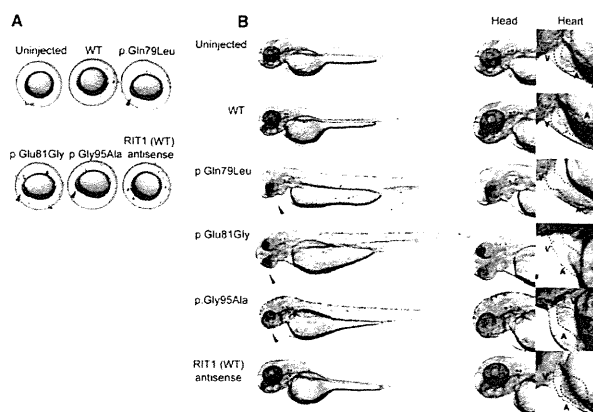 A
Uninjected WT p Gln79Leu
p Glu81Gly p Gly95Ala RIT1 (WT)
antisense
B
Head Heart
Uninjected
WT
p Gln79Leu
p Glu81Gly
p.Gly95Ala
RIT1 (WT)
antisense